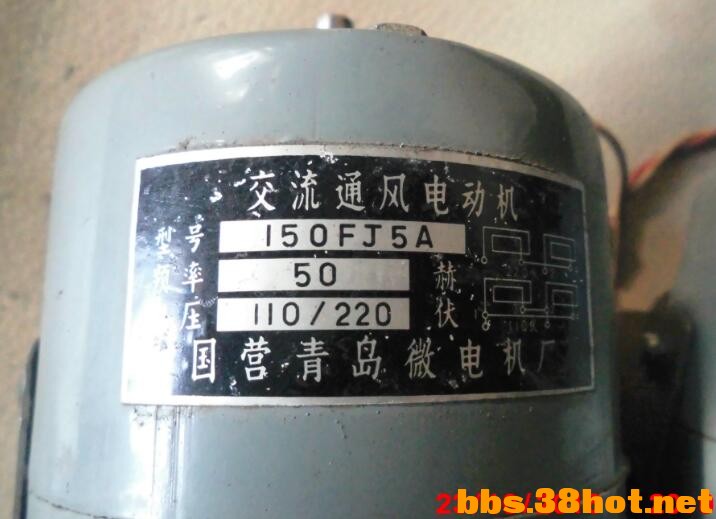 交流通风电动机
型号 150FJ5A
频率 50 赫
电压 110/220 伏
国营青岛微电机厂
bbs.38hot.net